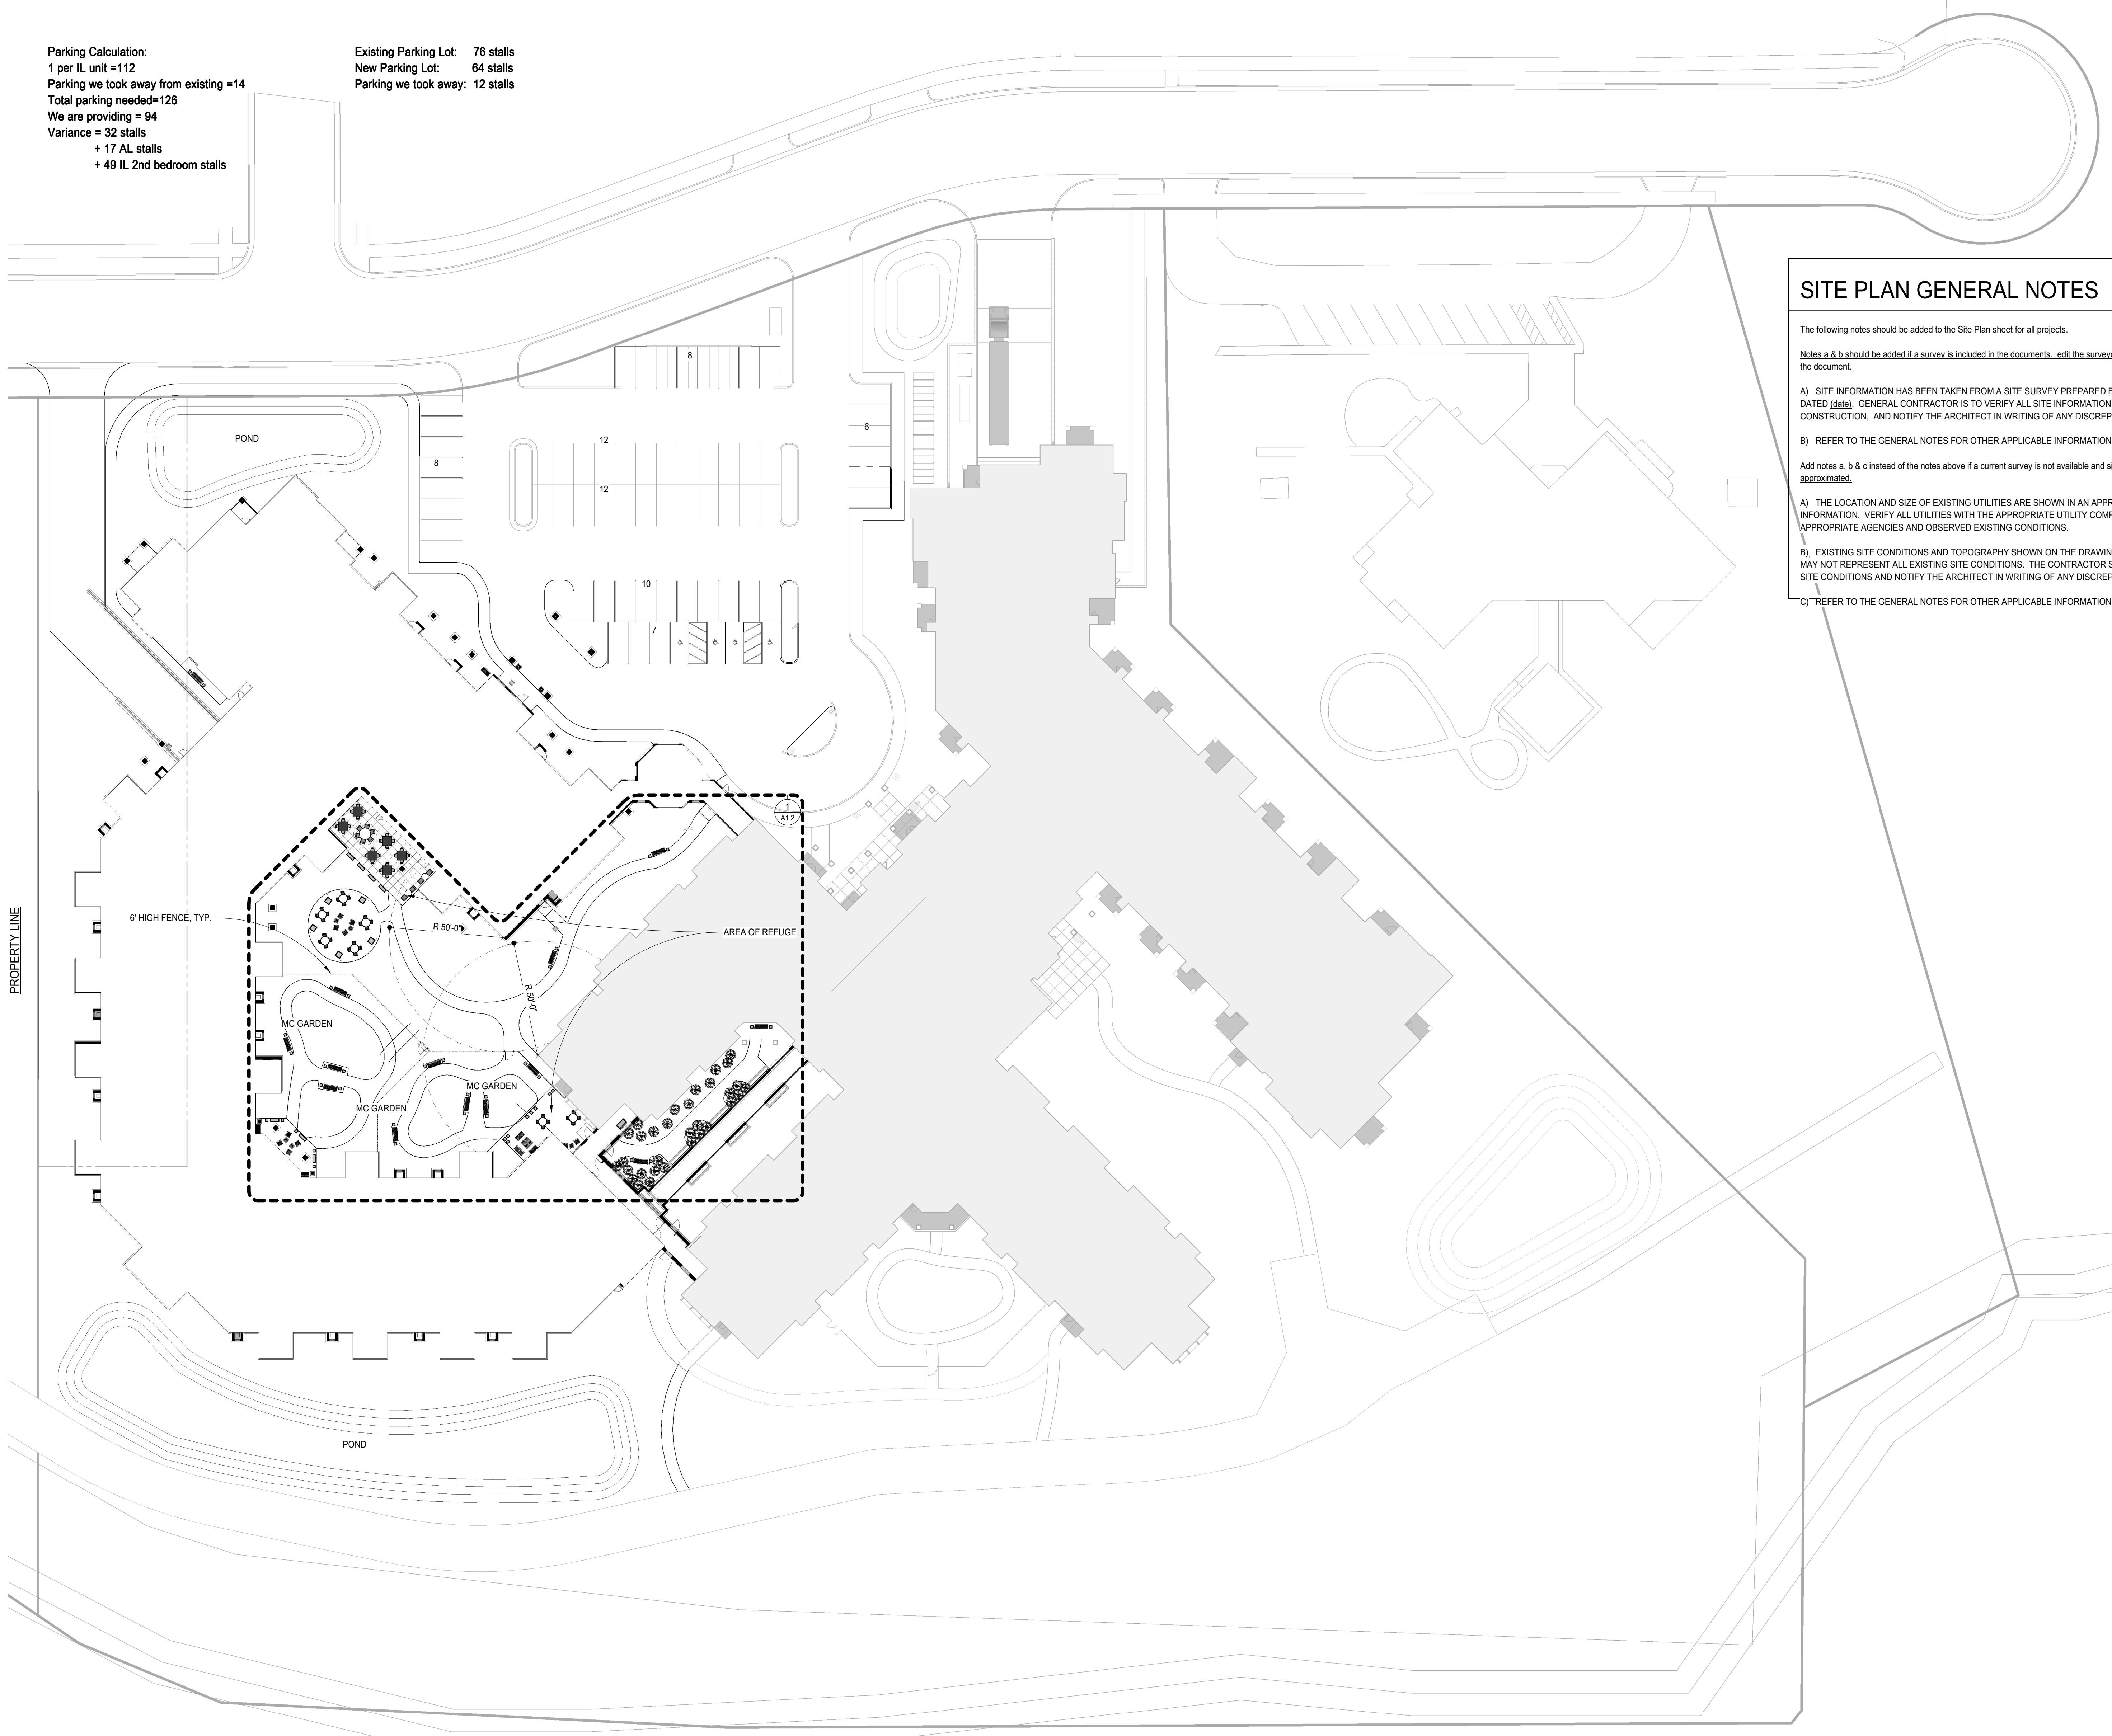 Parking Calculation:
1 per IL unit =112
Parking we took away from existing =14
Total parking needed=126
We are providing = 94
Variance = 32 stalls
+ 17 AL stalls
+ 49 IL 2nd bedroom stalls
Existing Parking Lot: 76 stalls
New Parking Lot: 64 stalls
Parking we took away: 12 stalls
SITE PLAN GENERAL NOTES
The following notes should be added to the Site Plan sheet for all projects.
Notes a & b should be added if a survey is included in the documents. edit the
the document.
A) SITE INFORMATION HAS BEEN TAKEN FROM A SITE SURVEY PREPARED
DATED (date). GENERAL CONTRACTOR IS TO VERIFY ALL SITE INFORMATION
CONSTRUCTION, AND NOTIFY THE ARCHITECT IN WRITING OF ANY
B) REFER TO THE GENERAL NOTES FOR OTHER APPLICABLE INFORMATION
Add notes a, b & c instead of the notes above if a current survey is not available and
approximated.
A) THE LOCATION AND SIZE OF EXISTING UTILITIES ARE SHOWN IN AN
INFORMATION. VERIFY ALL UTILITIES WITH THE APPROPRIATE UTILITY
APPROPRIATE AGENCIES AND OBSERVED EXISTING CONDITIONS.
B) EXISTING SITE CONDITIONS AND TOPOGRAPHY SHOWN ON THE
MAY NOT REPRESENT ALL EXISTING SITE CONDITIONS. THE CONTRACTOR
SITE CONDITIONS AND NOTIFY THE ARCHITECT IN WRITING OF ANY
C) REFER TO THE GENERAL NOTES FOR OTHER APPLICABLE INFORMATION
8
6
POND
12
8
12
10
7
1
A1.2
6' HIGH FENCE, TYP.
R 50'-0"
AREA OF REFUGE
PROPERTY LINE
R 50'-0"
MC GARDEN
MC GARDEN
MC GARDEN
POND